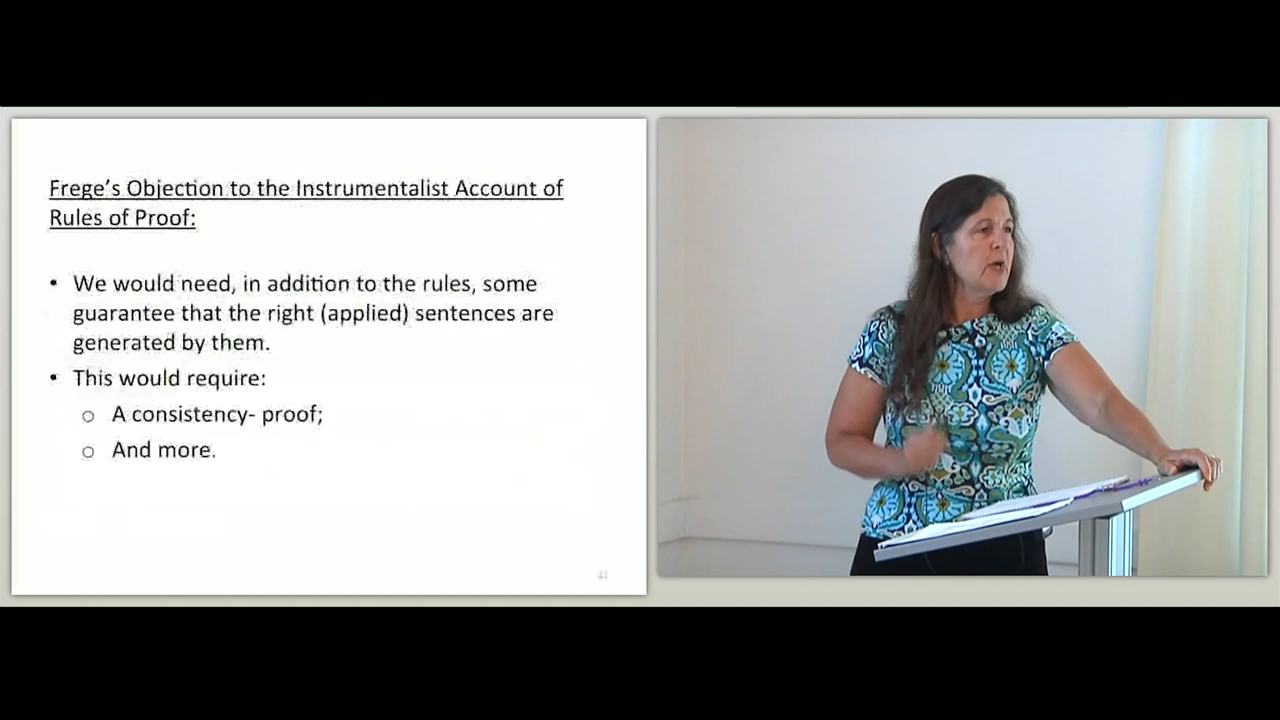 Frege's Objection to the Instrumentalist Account of
Rules of Proof:
• We would need, in addition to the rules, some
guarantee that the right (applied) sentences are
generated by them.
• This would require:
○ A consistency- proof;
○ And more.